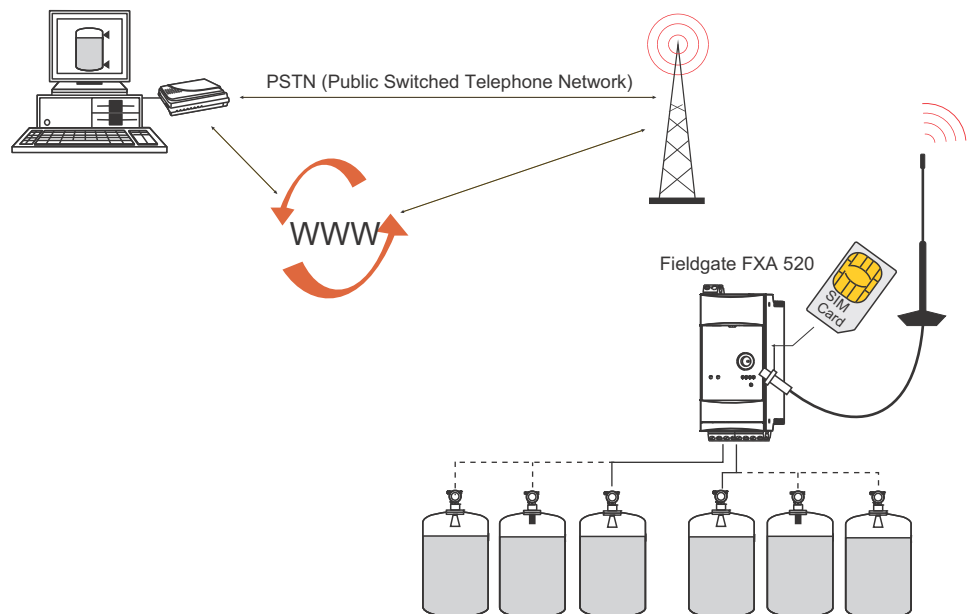 PSTN (Public Switched Telephone Network)
WWW
Fieldgate FXA 520
SIM
Card